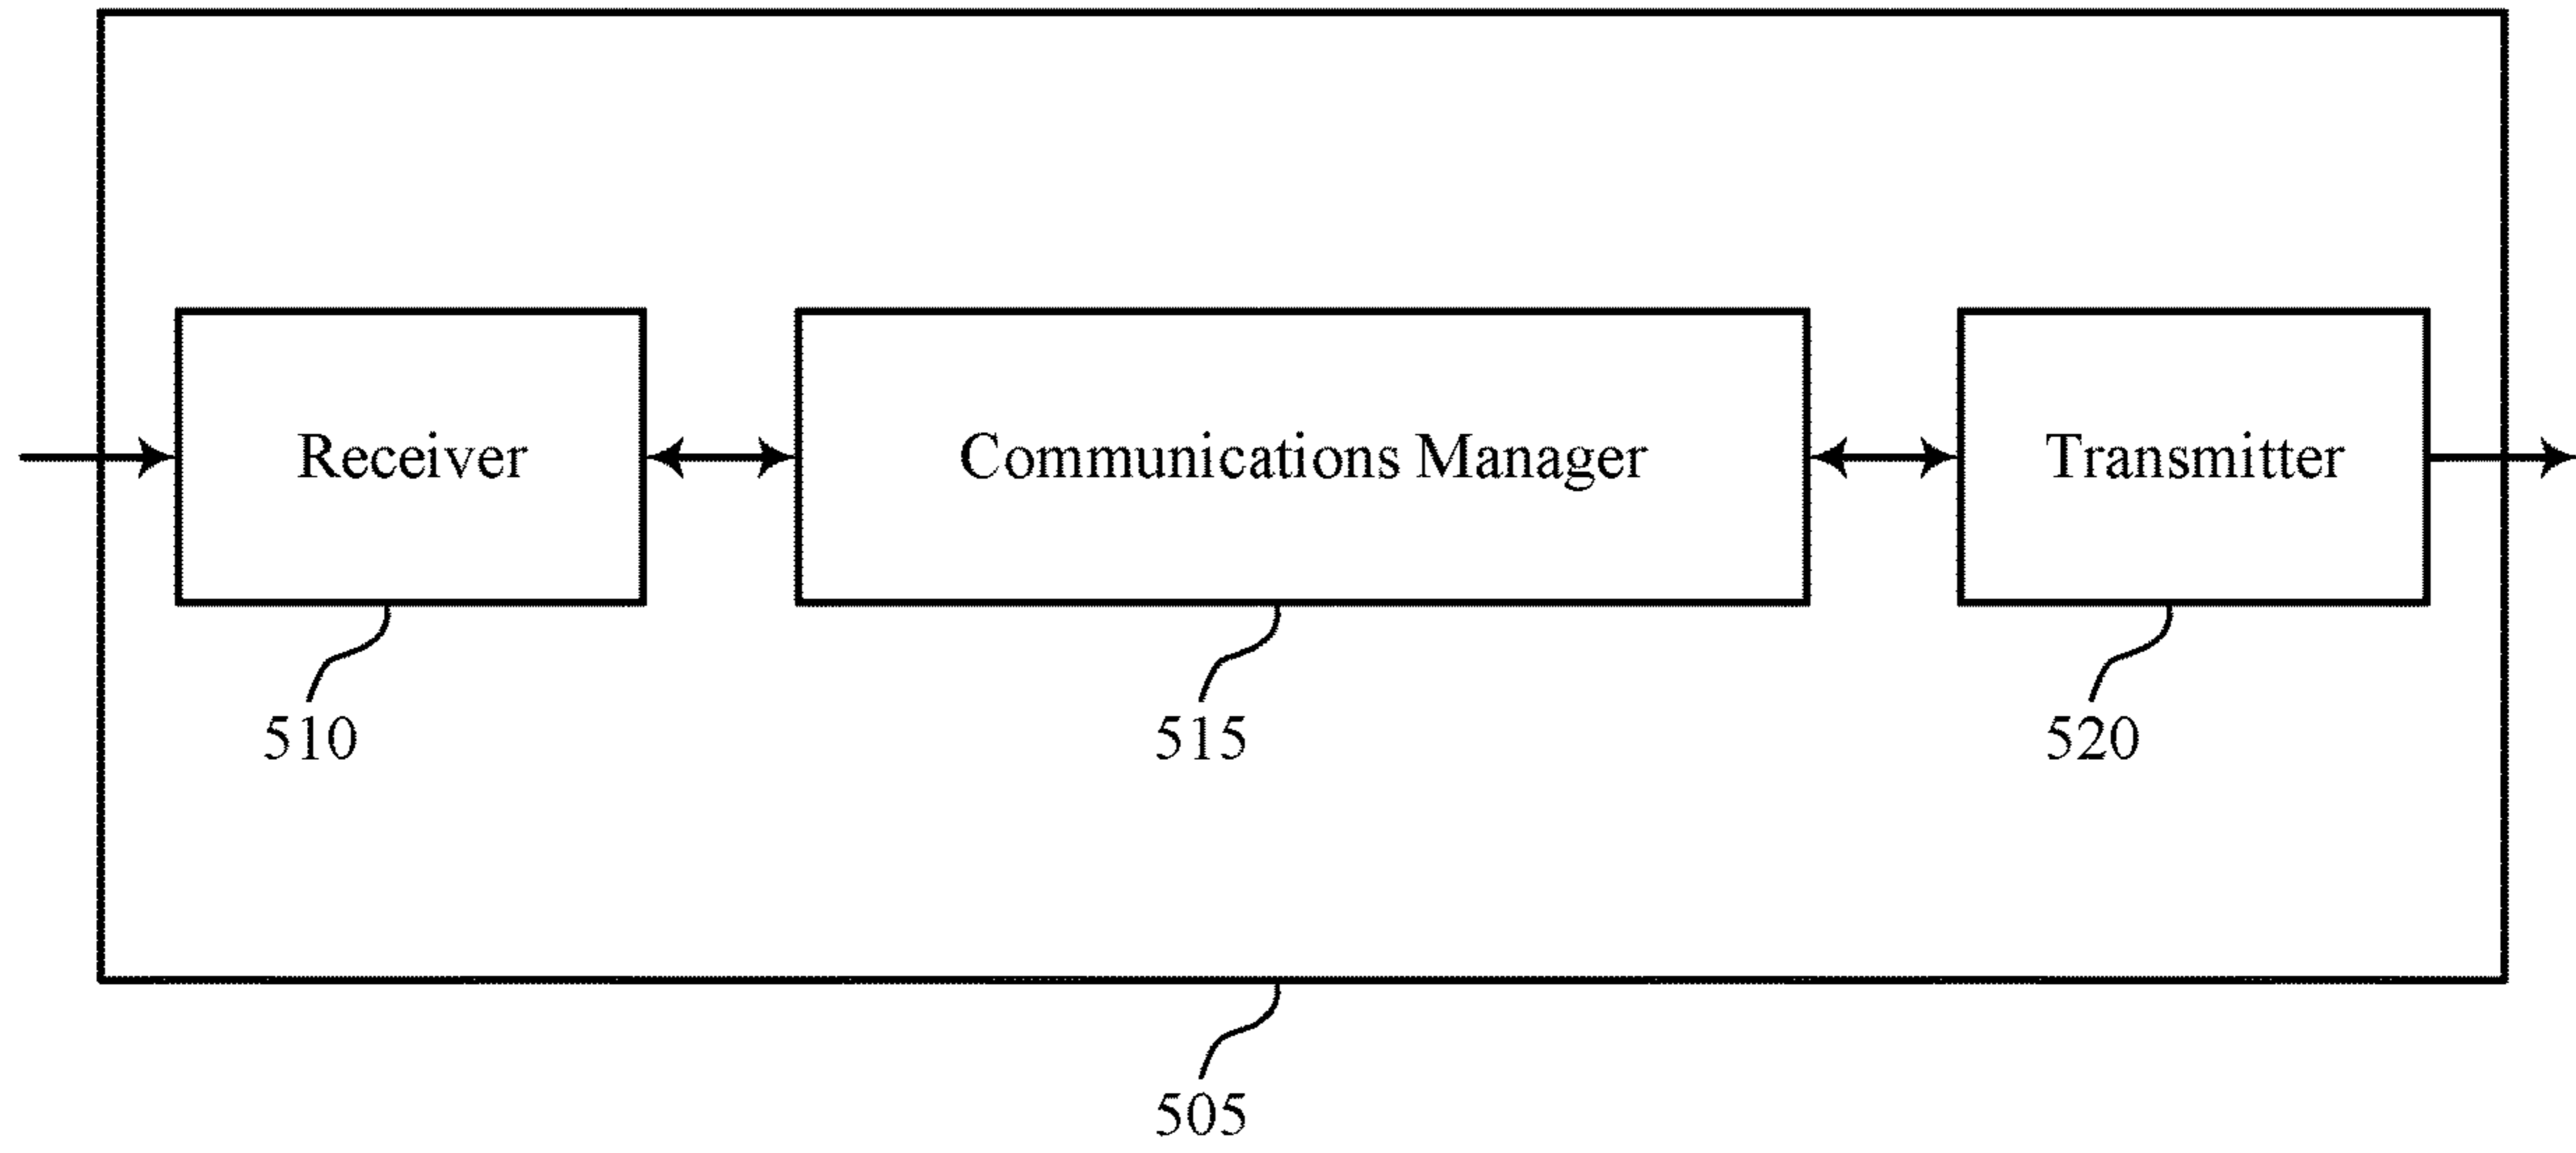 Receiver
Communications Manager
Transmitter
510
515
520
505